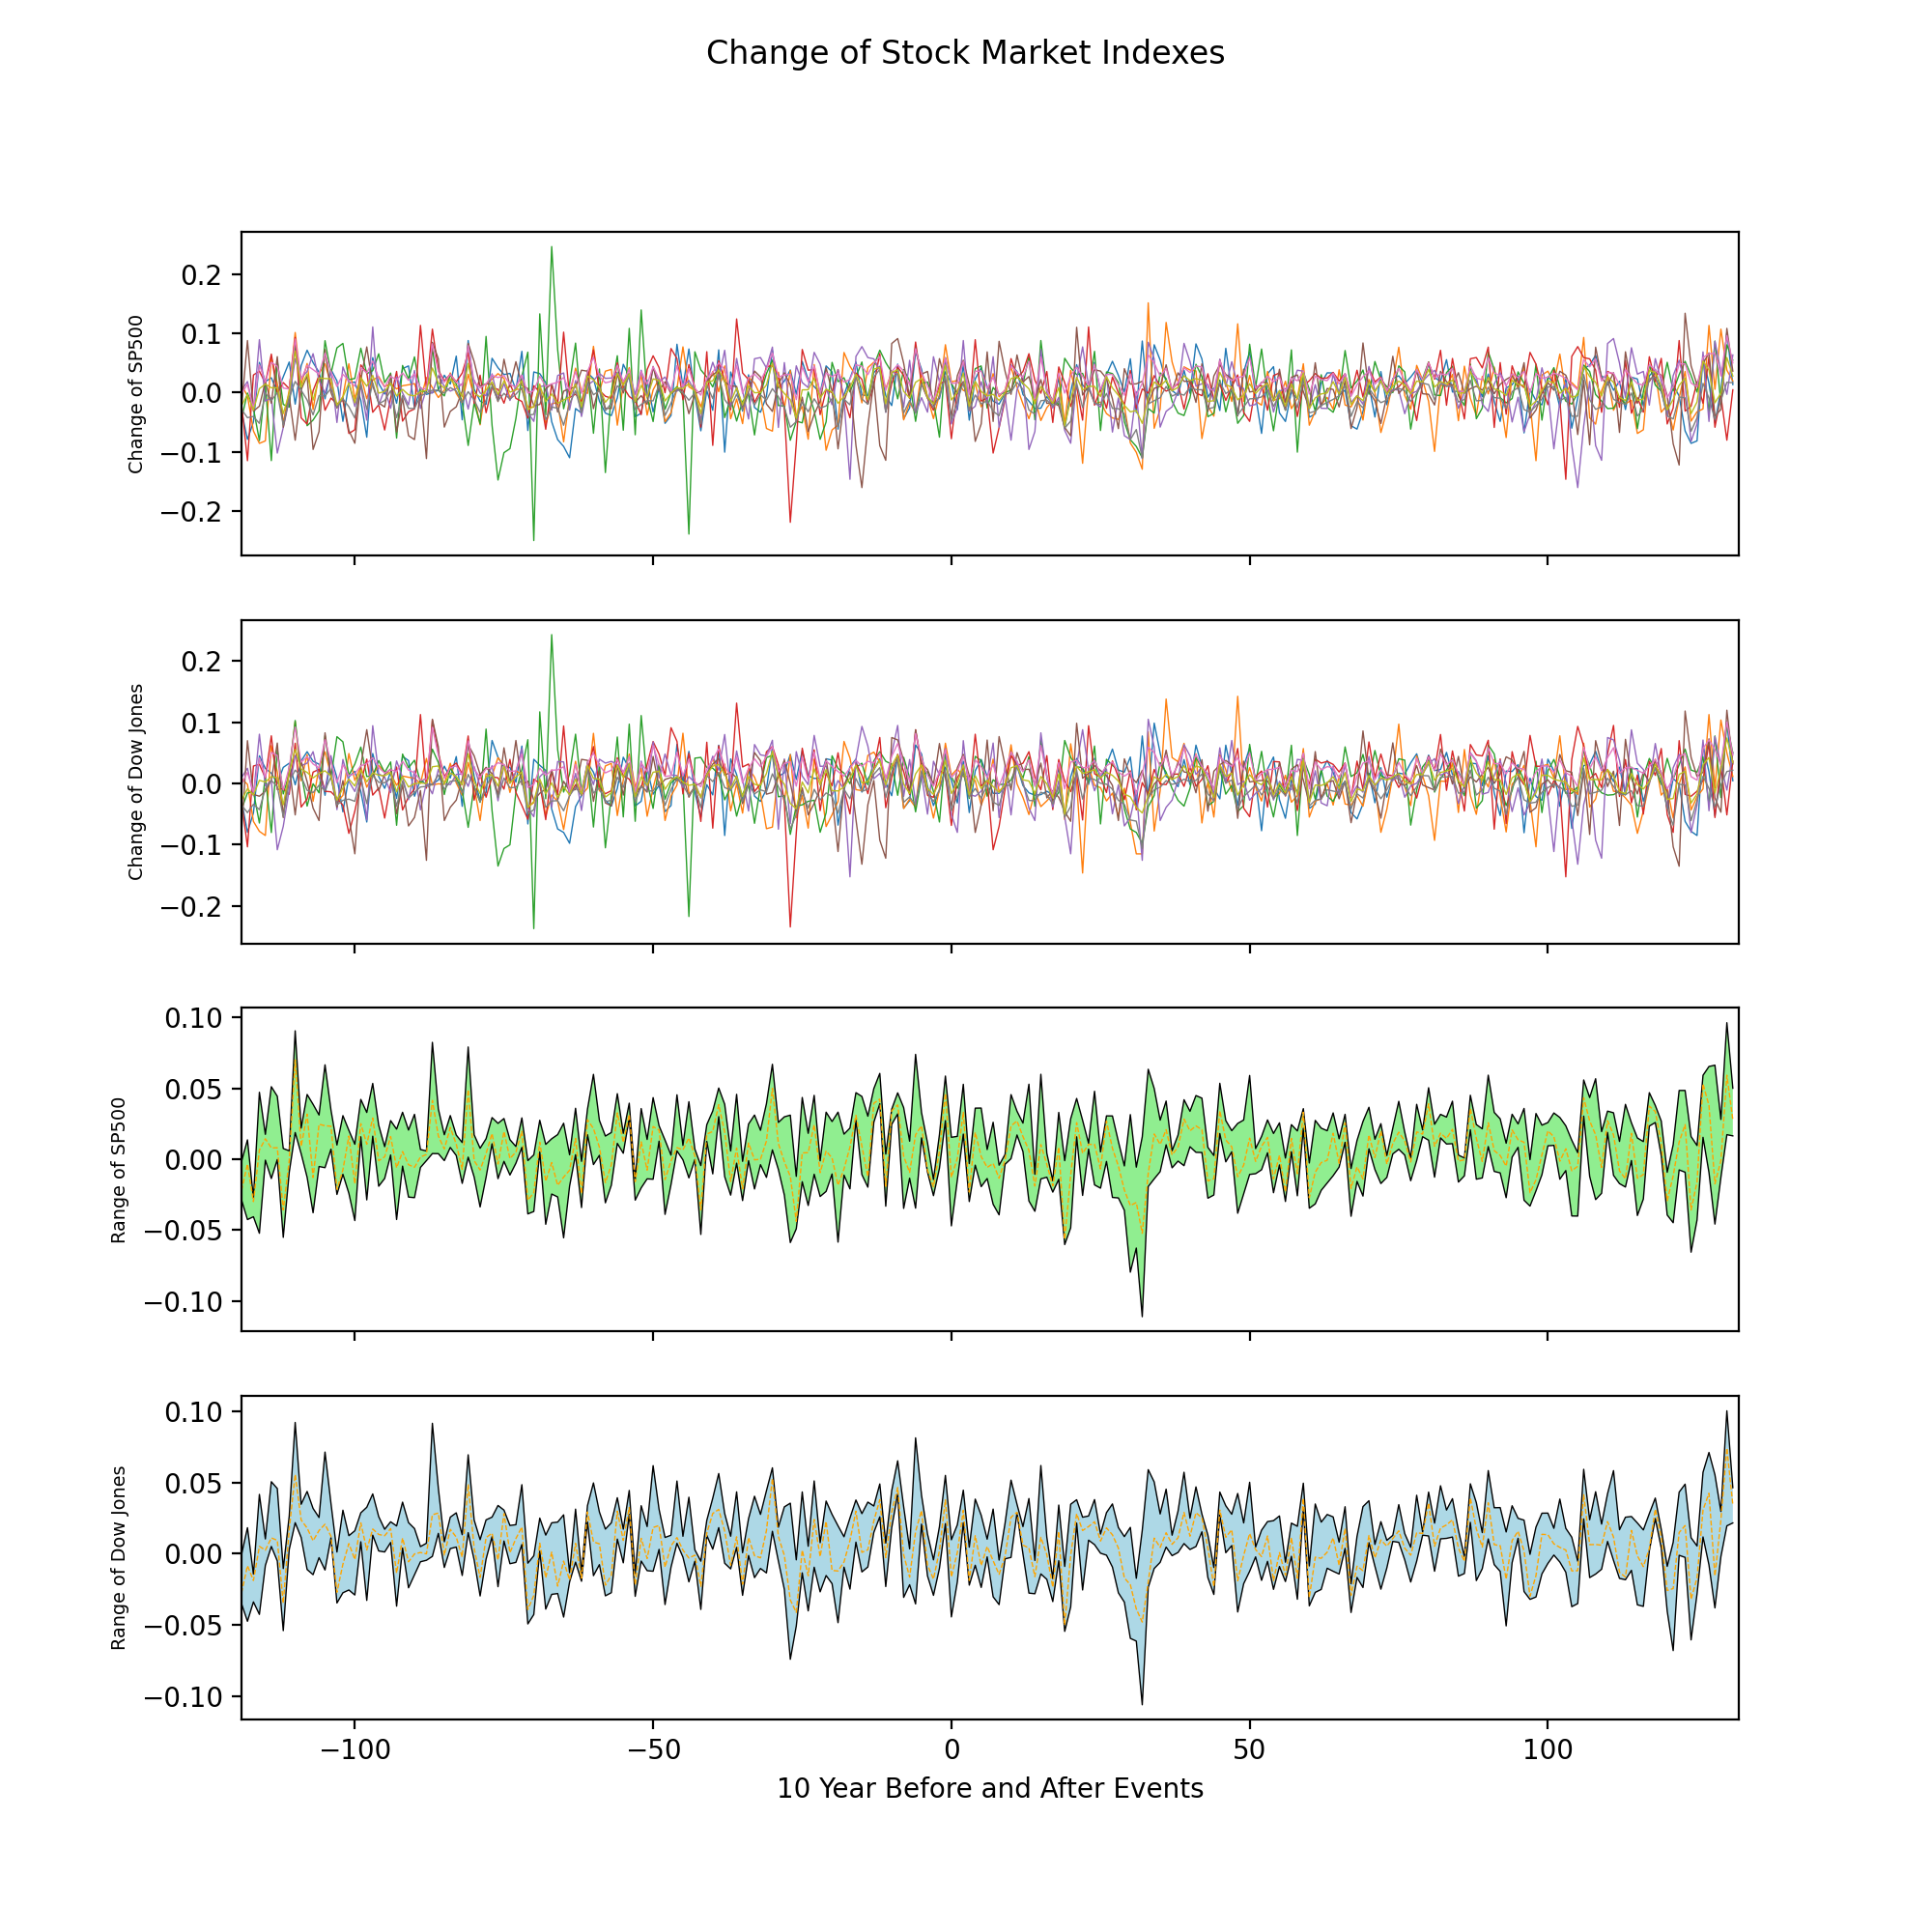 Change of Stock Market Indexes
Change of SP500
0.2
0.1
0.0
−0.1
−0.2
Change of Dow Jones
0.2
0.1
0.0
−0.1
−0.2
Range of SP500
0.10
0.05
0.00
−0.05
−0.10
Range of Dow Jones
0.10
0.05
0.00
−0.05
−0.10
−100 −50 0 50 100
10 Year Before and After Events